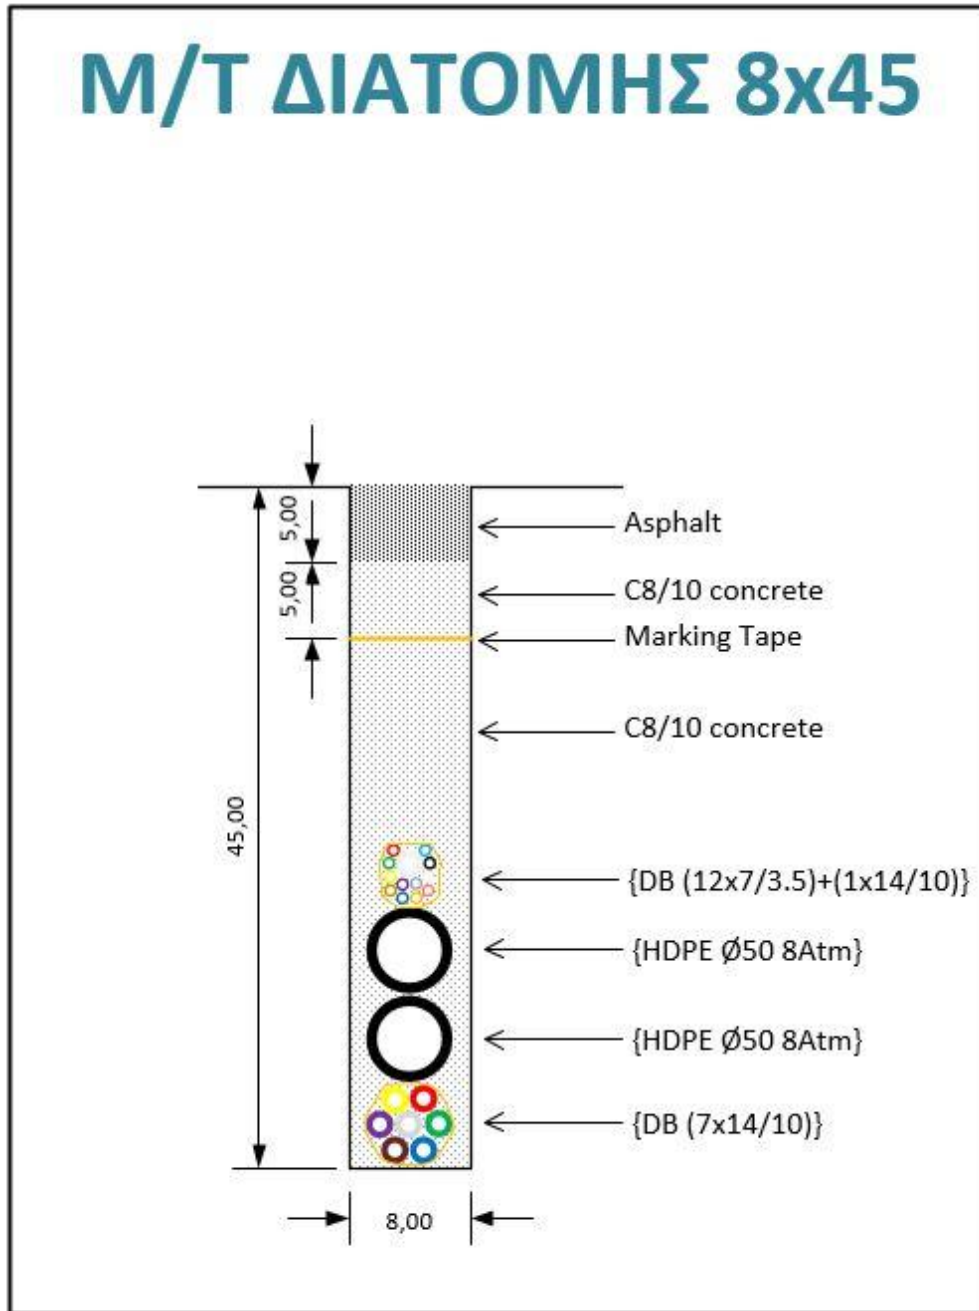 Μ/Τ ΔΙΑΤΟΜΗΣ 8x45
5,00
Asphalt
5,00
C8/10 concrete
Marking Tape
C8/10 concrete
45,00
{DB (12x7/3.5)+(1x14/10)}
{HDPE Ø50 8Atm}
{HDPE Ø50 8Atm}
{DB (7x14/10)}
8,00